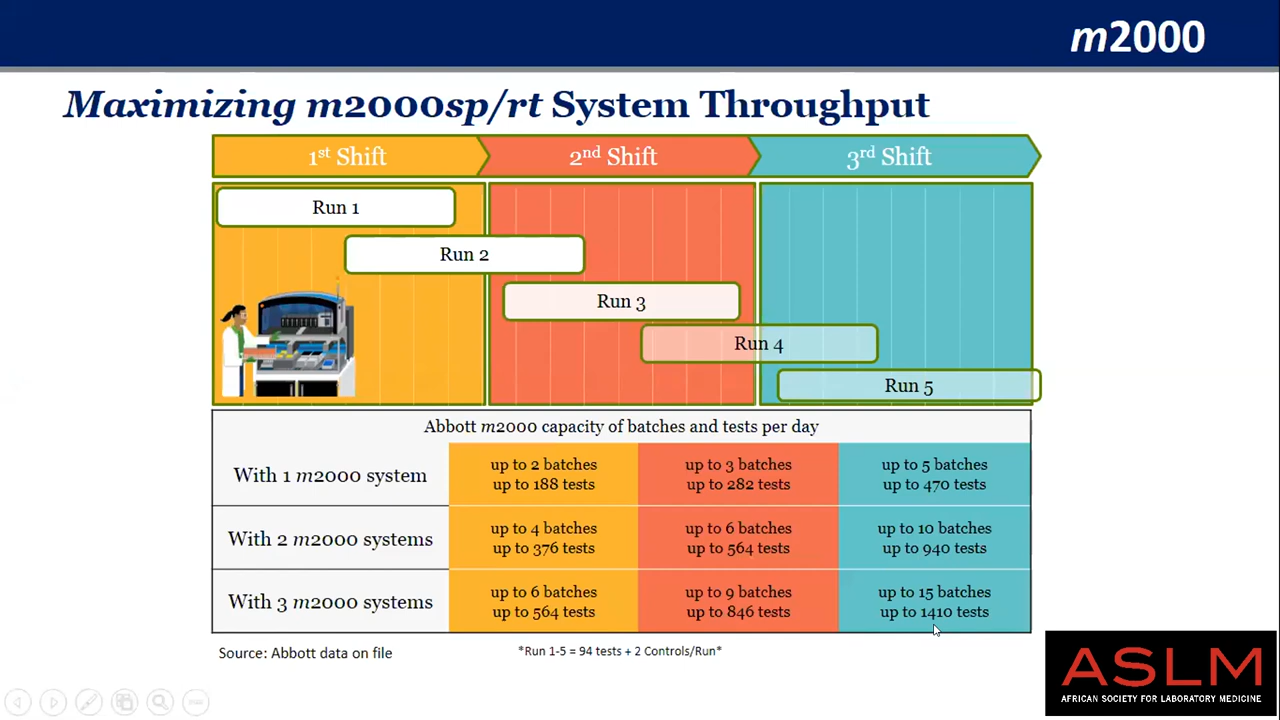 m2000
Maximizing m2000sp/rt System Throughput
1st Shift
2nd Shift
3rd Shift
Run 1
Run 2
Run 3
Run 4
Run 5
Abbott m2000 capacity of batches and tests per day
With 1 m2000 system
up to 2 batches
up to 188 tests
up to 3 batches
up to 282 tests
up to 5 batches
up to 470 tests
With 2 m2000 systems
up to 4 batches
up to 376 tests
up to 6 batches
up to 564 tests
up to 10 batches
up to 940 tests
With 3 m2000 systems
up to 6 batches
up to 564 tests
up to 9 batches
up to 846 tests
up to 15 batches
up to 1410 tests
Source: Abbott data on file
*Run 1-5 = 94 tests + 2 Controls/Run*
ASLM
AFRICAN SOCIETY FOR LABORATORY MEDICINE